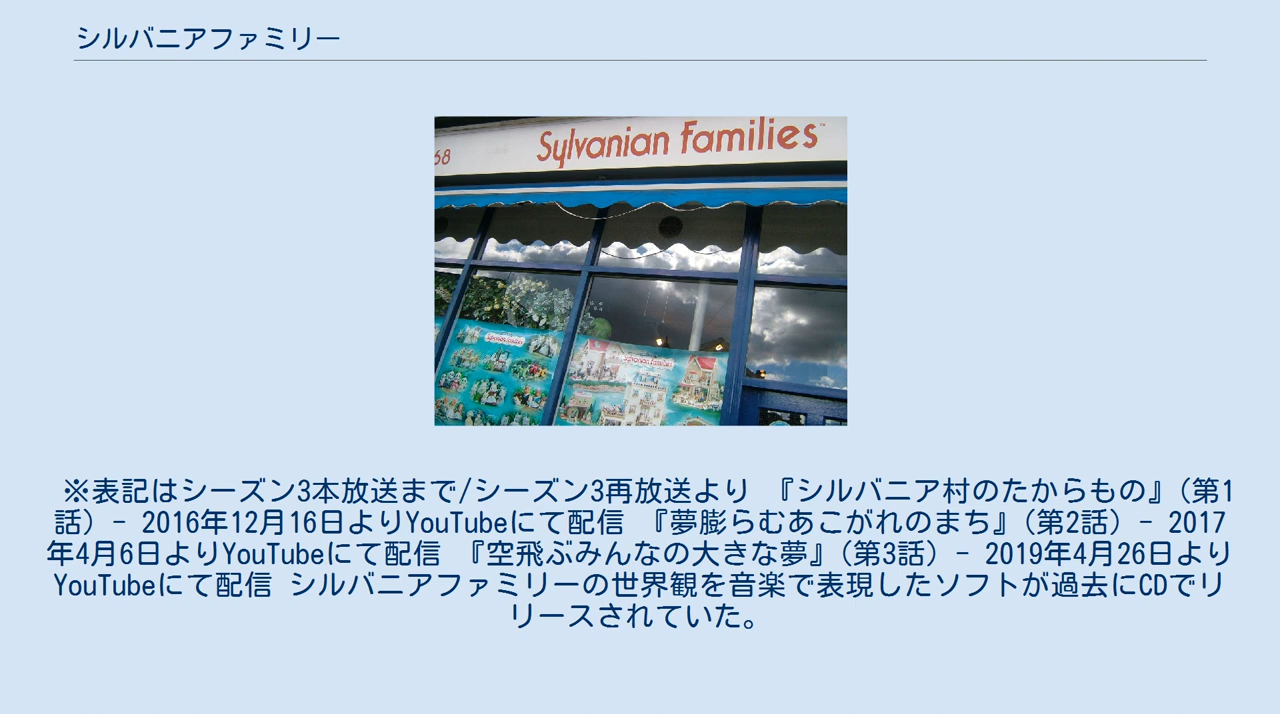 シルバニアファミリー
68
Sylvanian Families™
Sylvanian Families
Sylvanian Families
※表記はシーズン3本放送まで/シーズン3再放送より 『シルバニア村のたからもの』(第1
話) - 2016年12月16日よりYouTubeにて配信 『夢膨らむあこがれのまち』(第2話) - 2017
年4月6日よりYouTubeにて配信 『空飛ぶみんなの大きな夢』(第3話) - 2019年4月26日より
YouTubeにて配信 シルバニアファミリーの世界観を音楽で表現したソフトが過去にCDでリ
リースされていた。